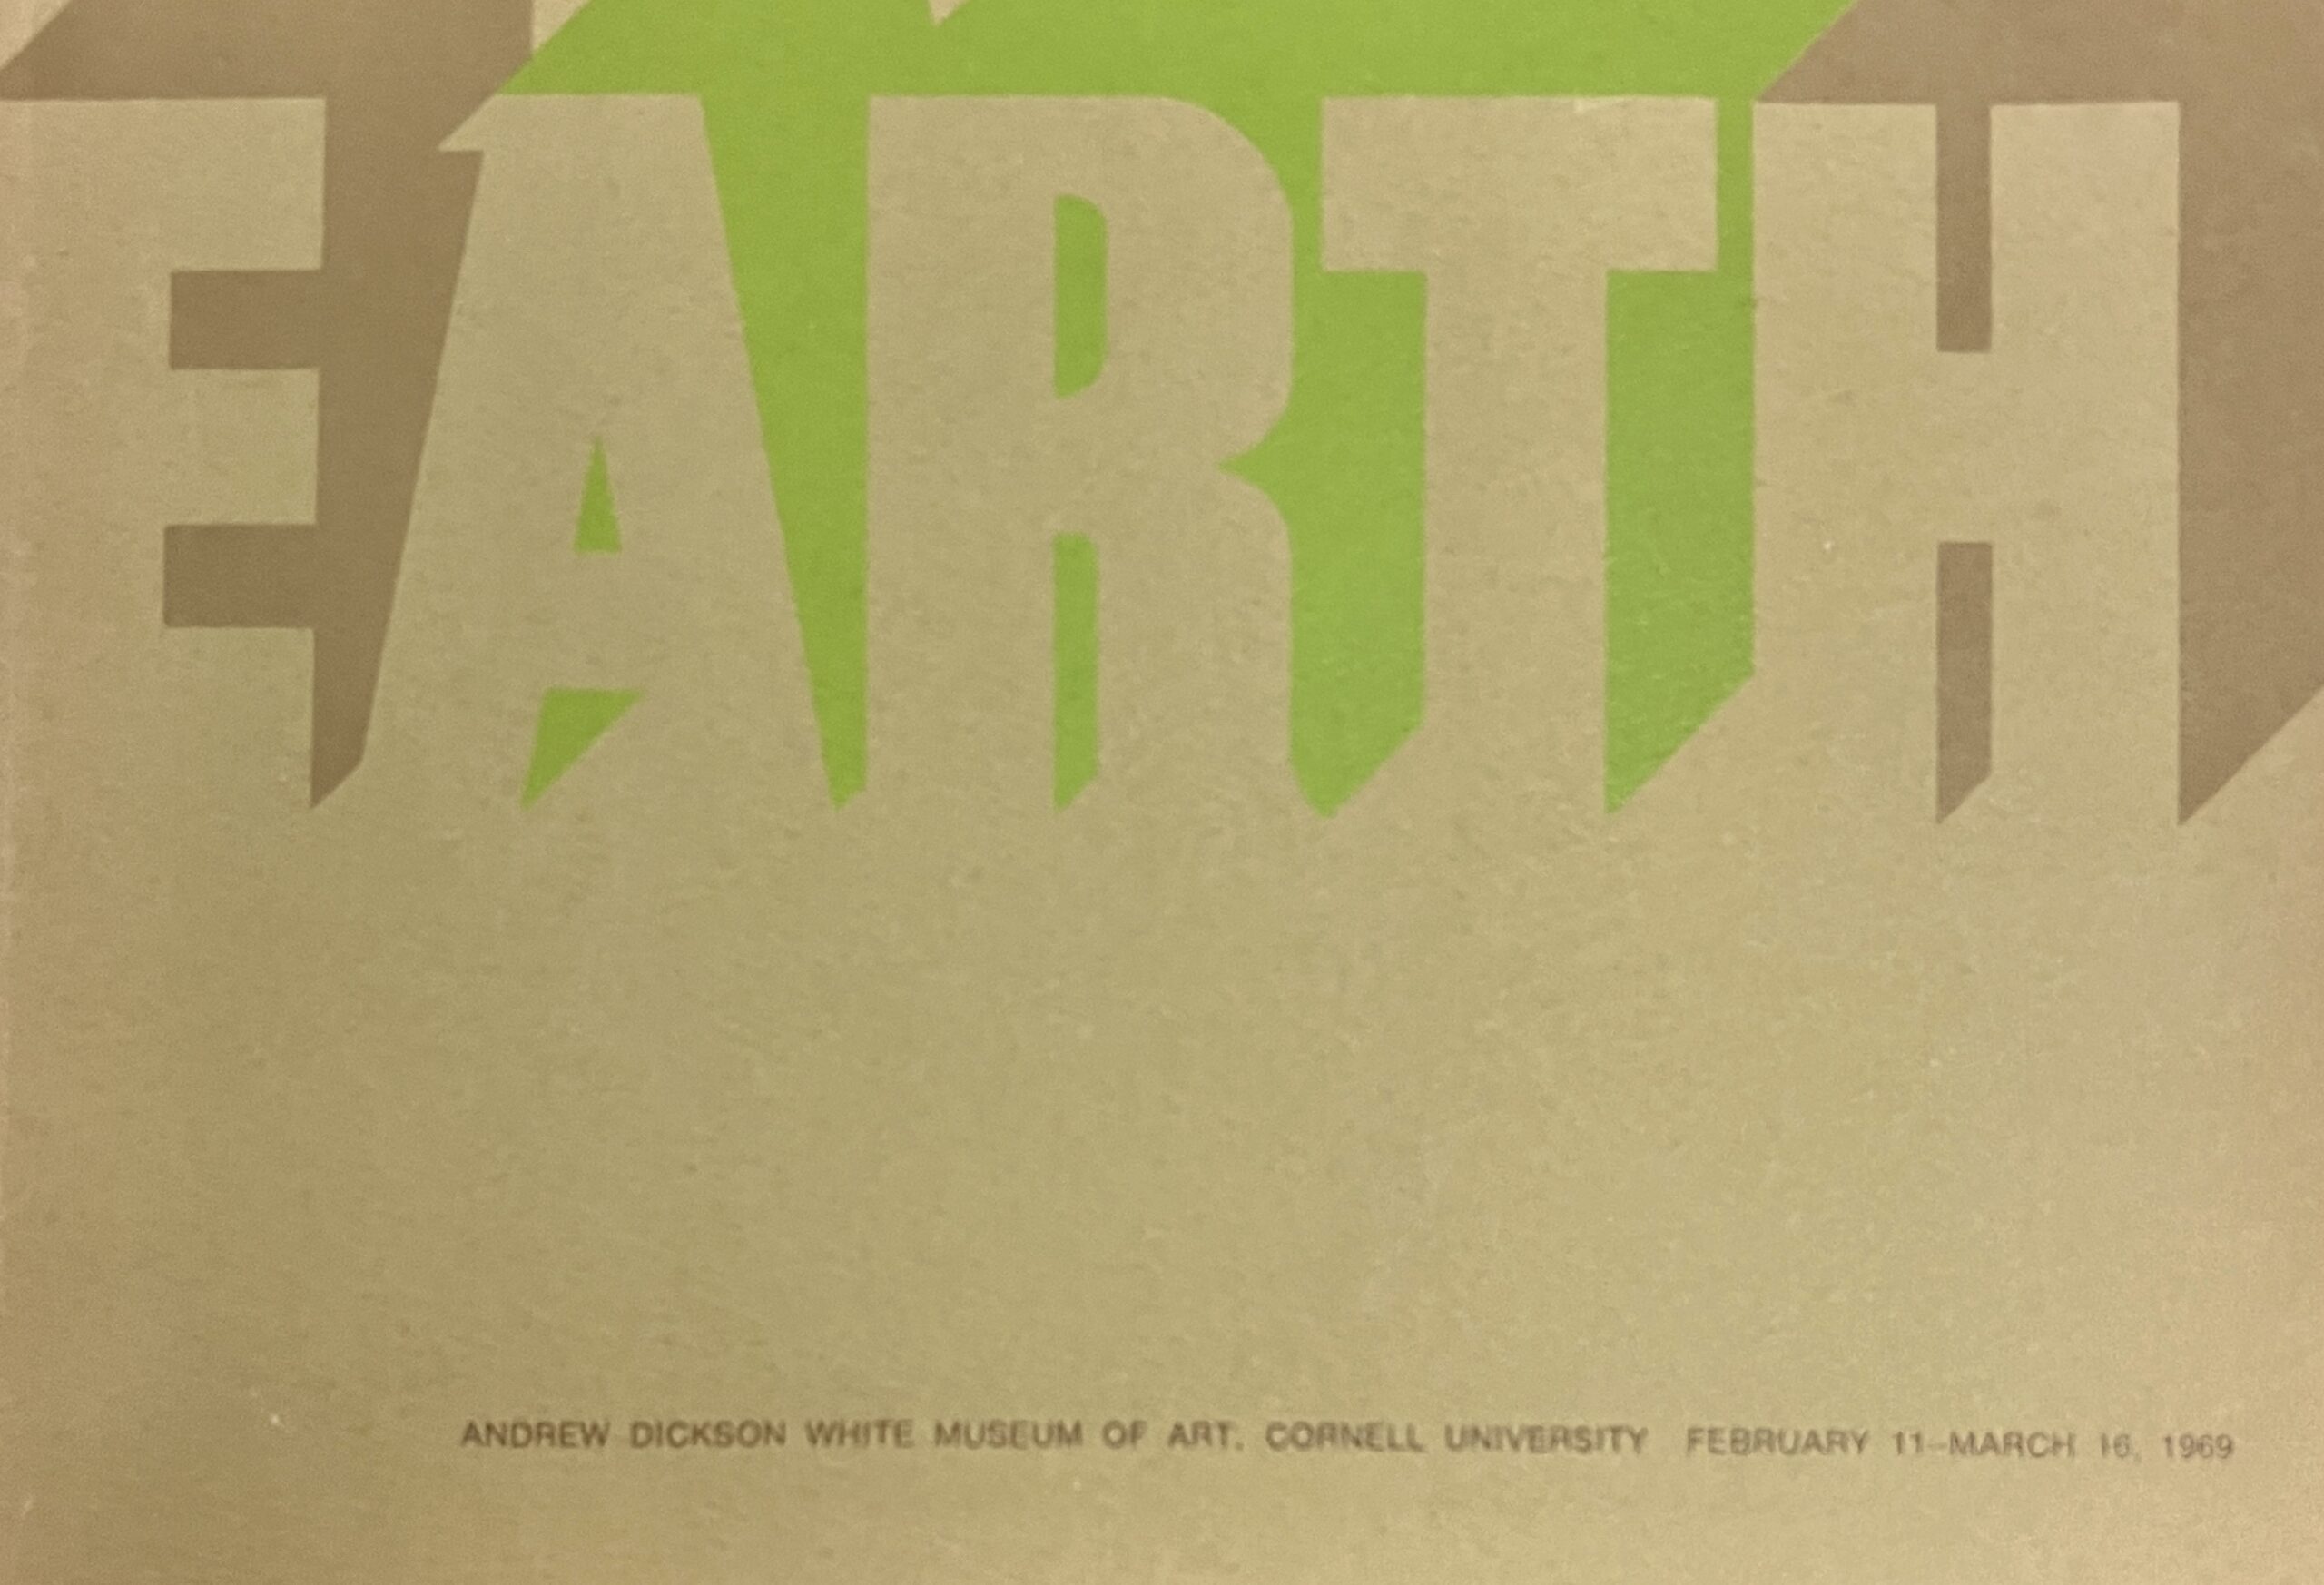 EARTH
ANDREW DICKSON WHITE MUSEUM OF ART, CORNELL UNIVERSITY FEBRUARY 11–MARCH 16, 1969